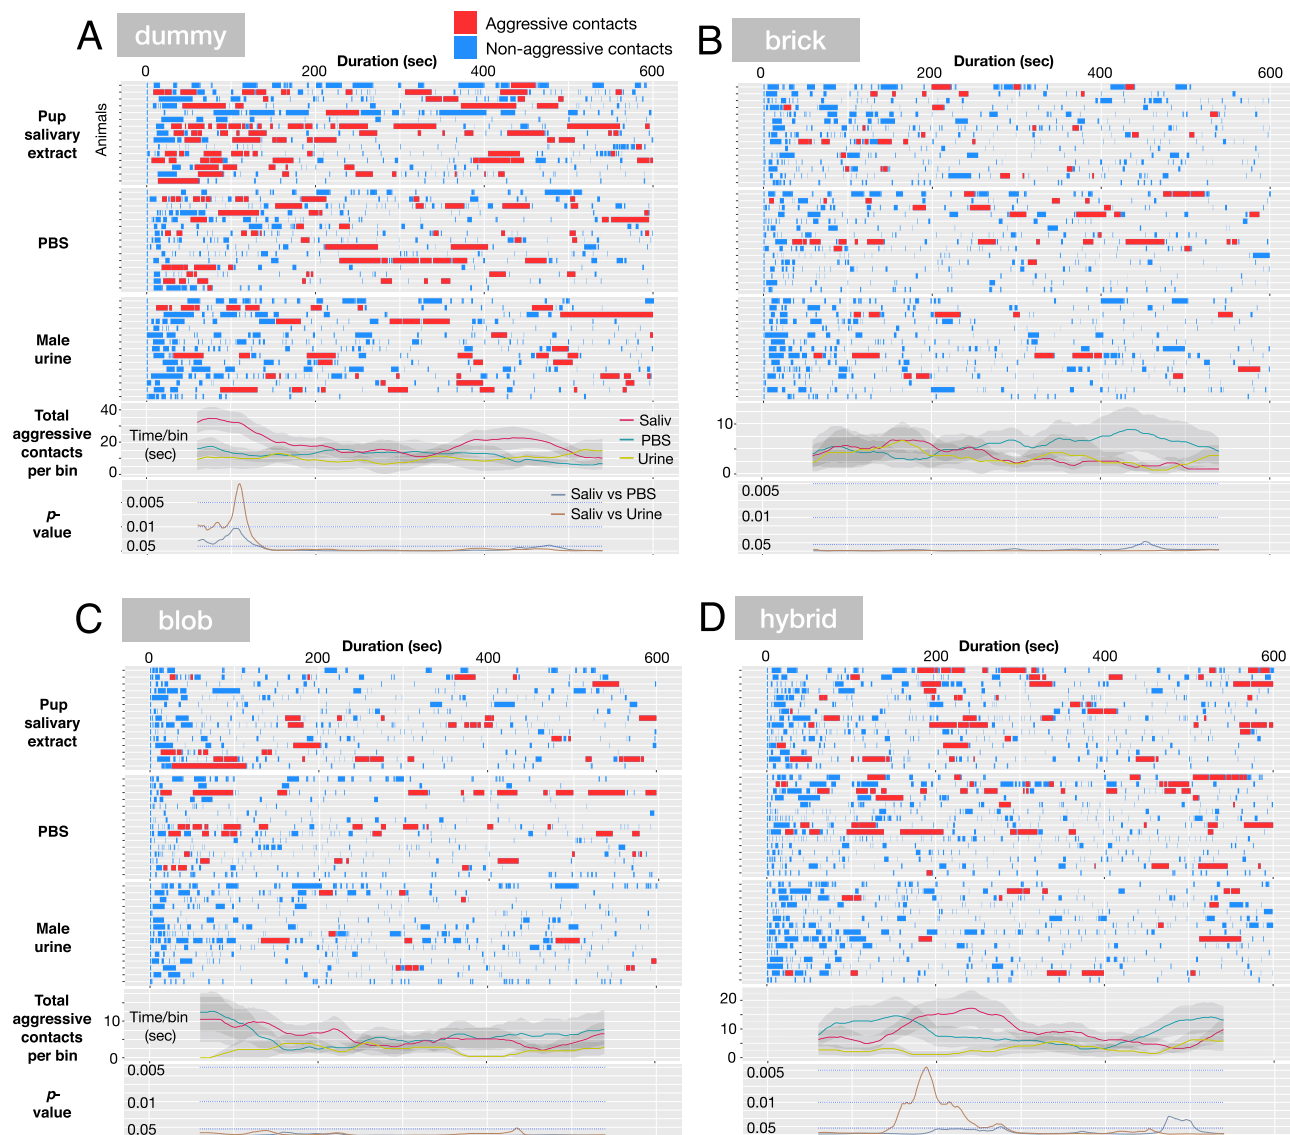 A
dummy
Aggressive contacts
Non-aggressive contacts
Duration (sec)
0 200 400 600
Animals
Pup
salivary
extract
PBS
Male
urine
Total
aggressive
contacts
per bin
40
20
0
Time/bin
(sec)
Saliv
PBS
Urine
p-
value
0.005
0.01
0.05
Saliv vs PBS
Saliv vs Urine
B
brick
Duration (sec)
0 200 400 600
10
0
0.005
0.01
0.05
C
blob
Duration (sec)
0 200 400 600
Pup
salivary
extract
PBS
Male
urine
Total
aggressive
contacts
per bin
10
0
Time/bin
(sec)
p-
value
0.005
0.01
0.05
D
hybrid
Duration (sec)
0 200 400 600
20
10
0
0.005
0.01
0.05